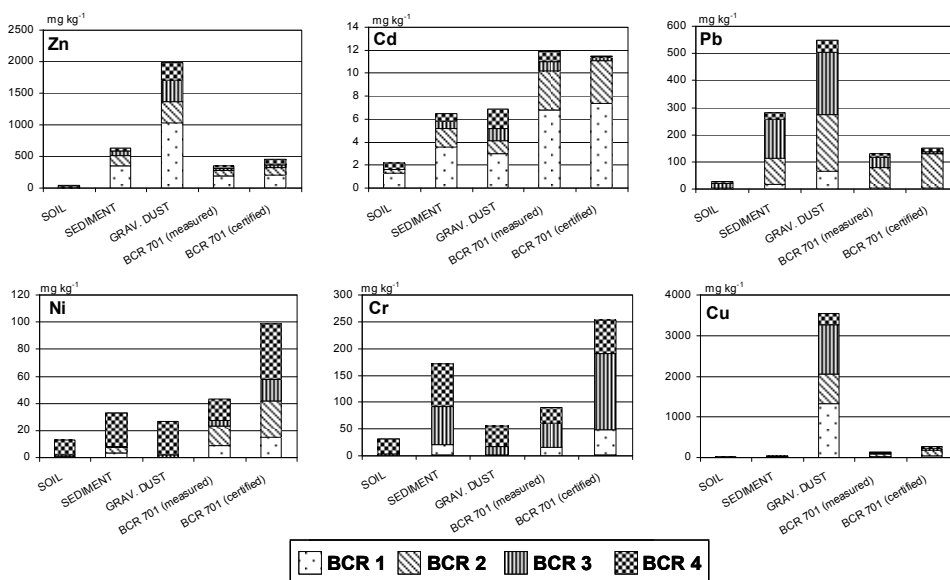 mg kg-1
Zn
2500
2000
1500
1000
500
0
SOIL
SEDIMENT
GRAV. DUST
BCR 701 (measured)
BCR 701 (certified)
mg kg-1
Cd
14
12
10
8
6
4
2
0
SOIL
SEDIMENT
GRAV. DUST
BCR 701 (measured)
BCR 701 (certified)
mg kg-1
Pb
600
500
400
300
200
100
0
SOIL
SEDIMENT
GRAV. DUST
BCR 701 (measured)
BCR 701 (certified)
mg kg-1
Ni
120
100
80
60
40
20
0
SOIL
SEDIMENT
GRAV. DUST
BCR 701 (measured)
BCR 701 (certified)
mg kg-1
Cr
300
250
200
150
100
50
0
SOIL
SEDIMENT
GRAV. DUST
BCR 701 (measured)
BCR 701 (certified)
mg kg-1
Cu
4000
3000
2000
1000
0
SOIL
SEDIMENT
GRAV. DUST
BCR 701 (measured)
BCR 701 (certified)
BCR 1 BCR 2 BCR 3 BCR 4